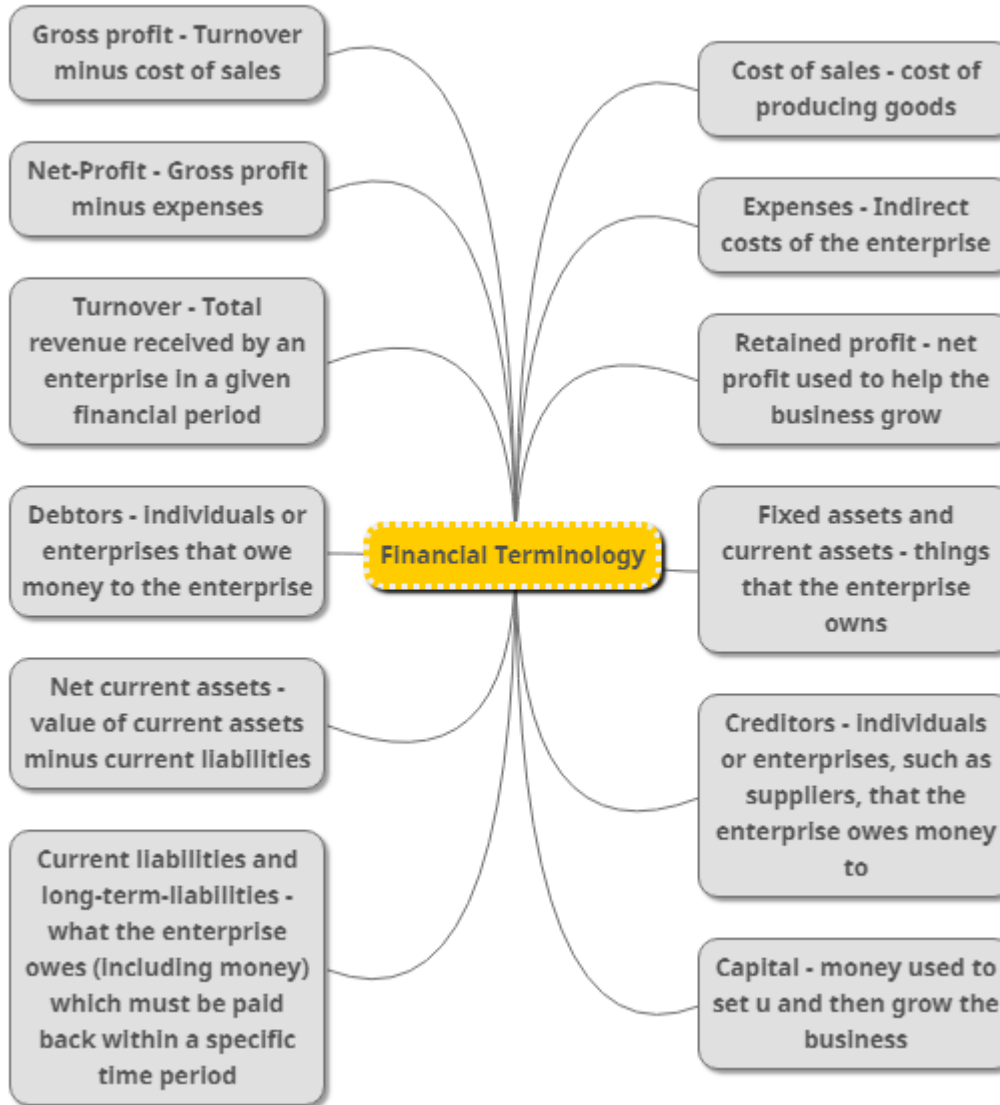 Gross profit - Turnover
minus cost of sales
Net-Profit - Gross profit
minus expenses
Turnover - Total
revenue received by an
enterprise in a given
financial period
Debtors - individuals or
enterprises that owe
money to the enterprise
Net current assets -
value of current assets
minus current liabilities
Current liabilities and
long-term-liabilities -
what the enterprise
owes (including money)
which must be paid
back within a specific
time period
Financial Terminology
Cost of sales - cost of
producing goods
Expenses - Indirect
costs of the enterprise
Retained profit - net
profit used to help the
business grow
Fixed assets and
current assets - things
that the enterprise
owns
Creditors - individuals
or enterprises, such as
suppliers, that the
enterprise owes money
to
Capital - money used to
set u and then grow the
business